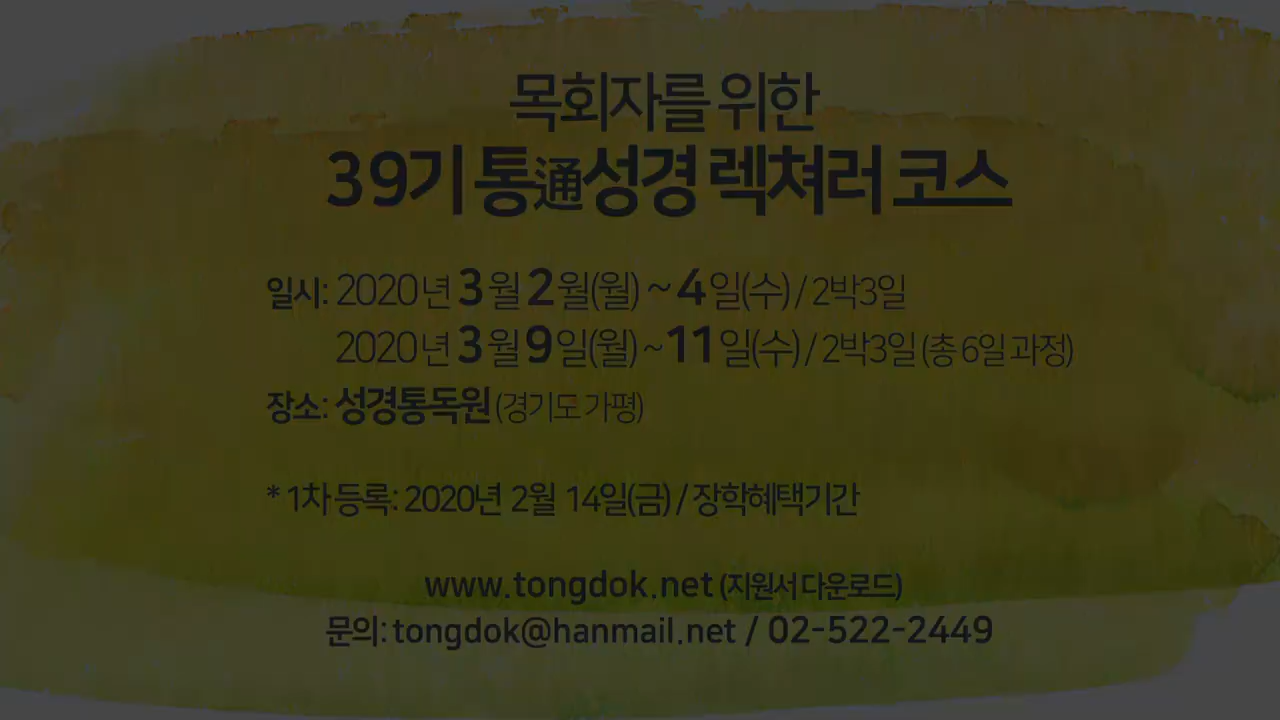 목회자를 위한
39기 통通성경 렉쳐러 코스
일시: 2020년 3월 2월(월) ~ 4일(수) / 2박3일
2020년 3월 9일(월) ~ 11일(수) / 2박3일 (총 6일 과정)
장소: 성경통독원 (경기도 가평)
* 1차 등록: 2020년 2월 14일(금) / 장학혜택기간
www.tongdok.net (지원서 다운로드)
문의: tongdok@hanmail.net / 02-522-2449